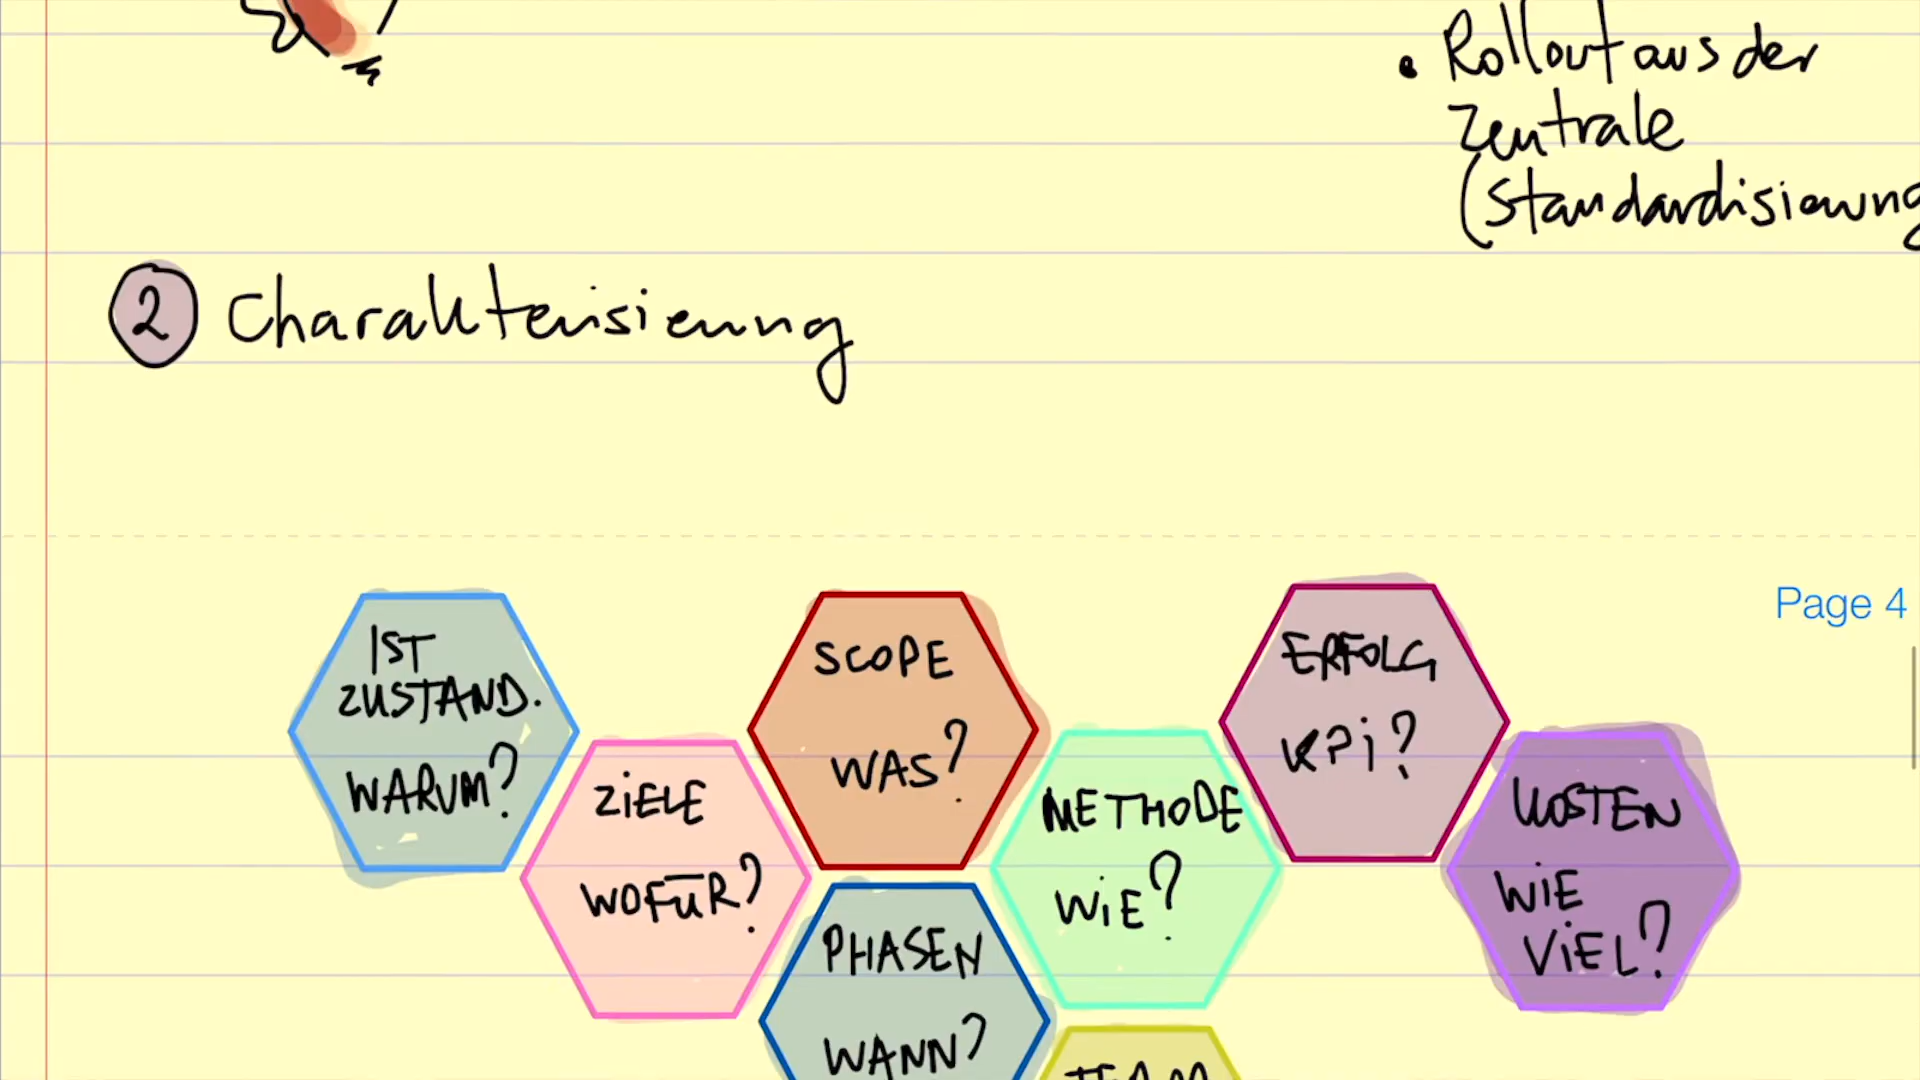 • Rollout aus der
Zentrale
(Standardisierung
2 Charakterisierung
Page 4
IST
ZUSTAND.
WARUM?
ZiELE
WOFÜR?
SCOPE
WAS?
PHASEN
WANN?
METHODE
WiE?
TEAM
ERFOLG
KPi?
KOSTEN
WiE
ViEL?